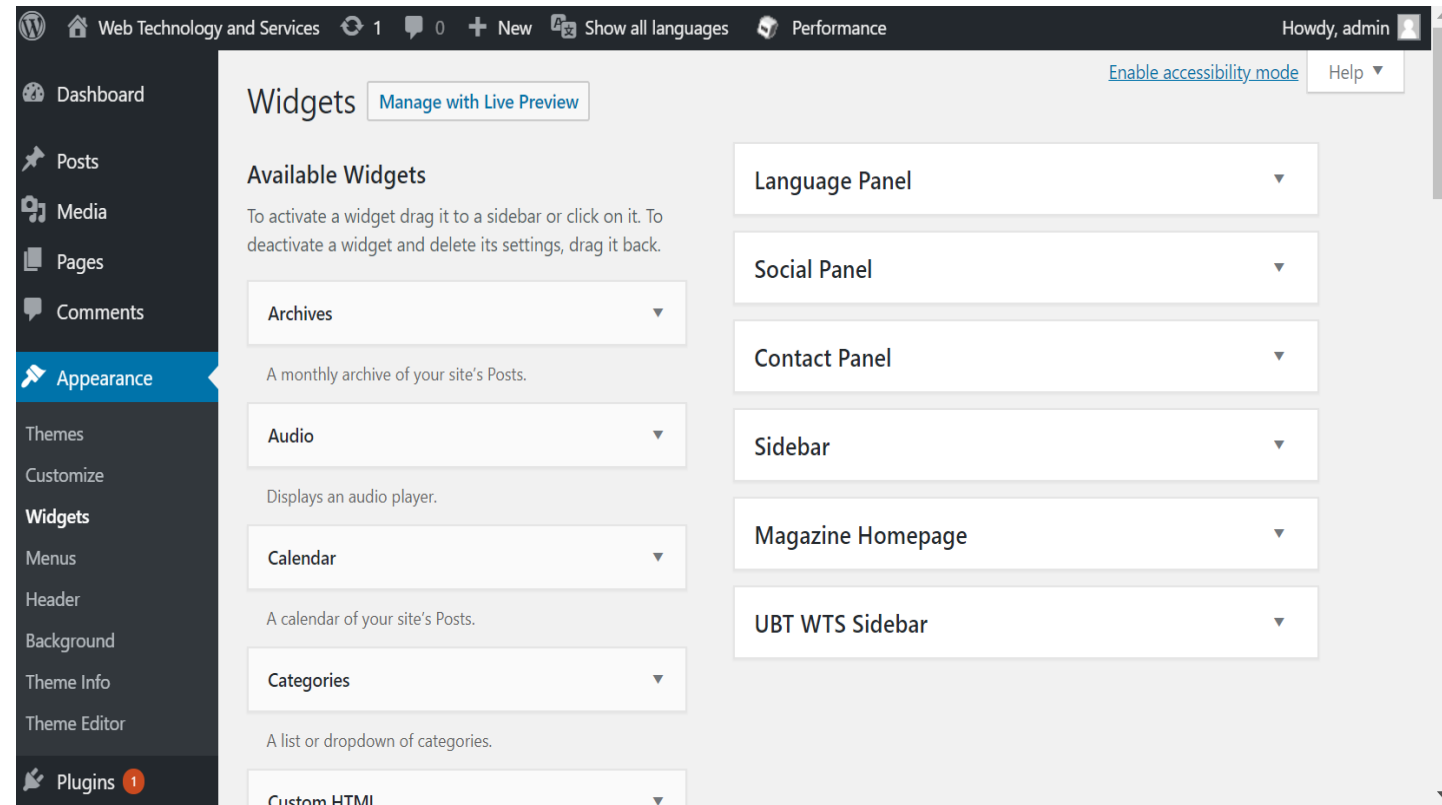 Web Technology and Services 1 0 New Show all languages Performance Howdy, admin
Dashboard
Posts
Media
Pages
Comments
Appearance
Themes
Customize
Widgets
Menus
Header
Background
Theme Info
Theme Editor
Plugins 1
Enable accessibility mode Help
Widgets Manage with Live Preview
Available Widgets
To activate a widget drag it to a sidebar or click on it. To
deactivate a widget and delete its settings, drag it back.
Archives
A monthly archive of your site's Posts.
Audio
Displays an audio player.
Calendar
A calendar of your site's Posts.
Categories
A list or dropdown of categories.
Custom HTML
Language Panel
Social Panel
Contact Panel
Sidebar
Magazine Homepage
UBT WTS Sidebar